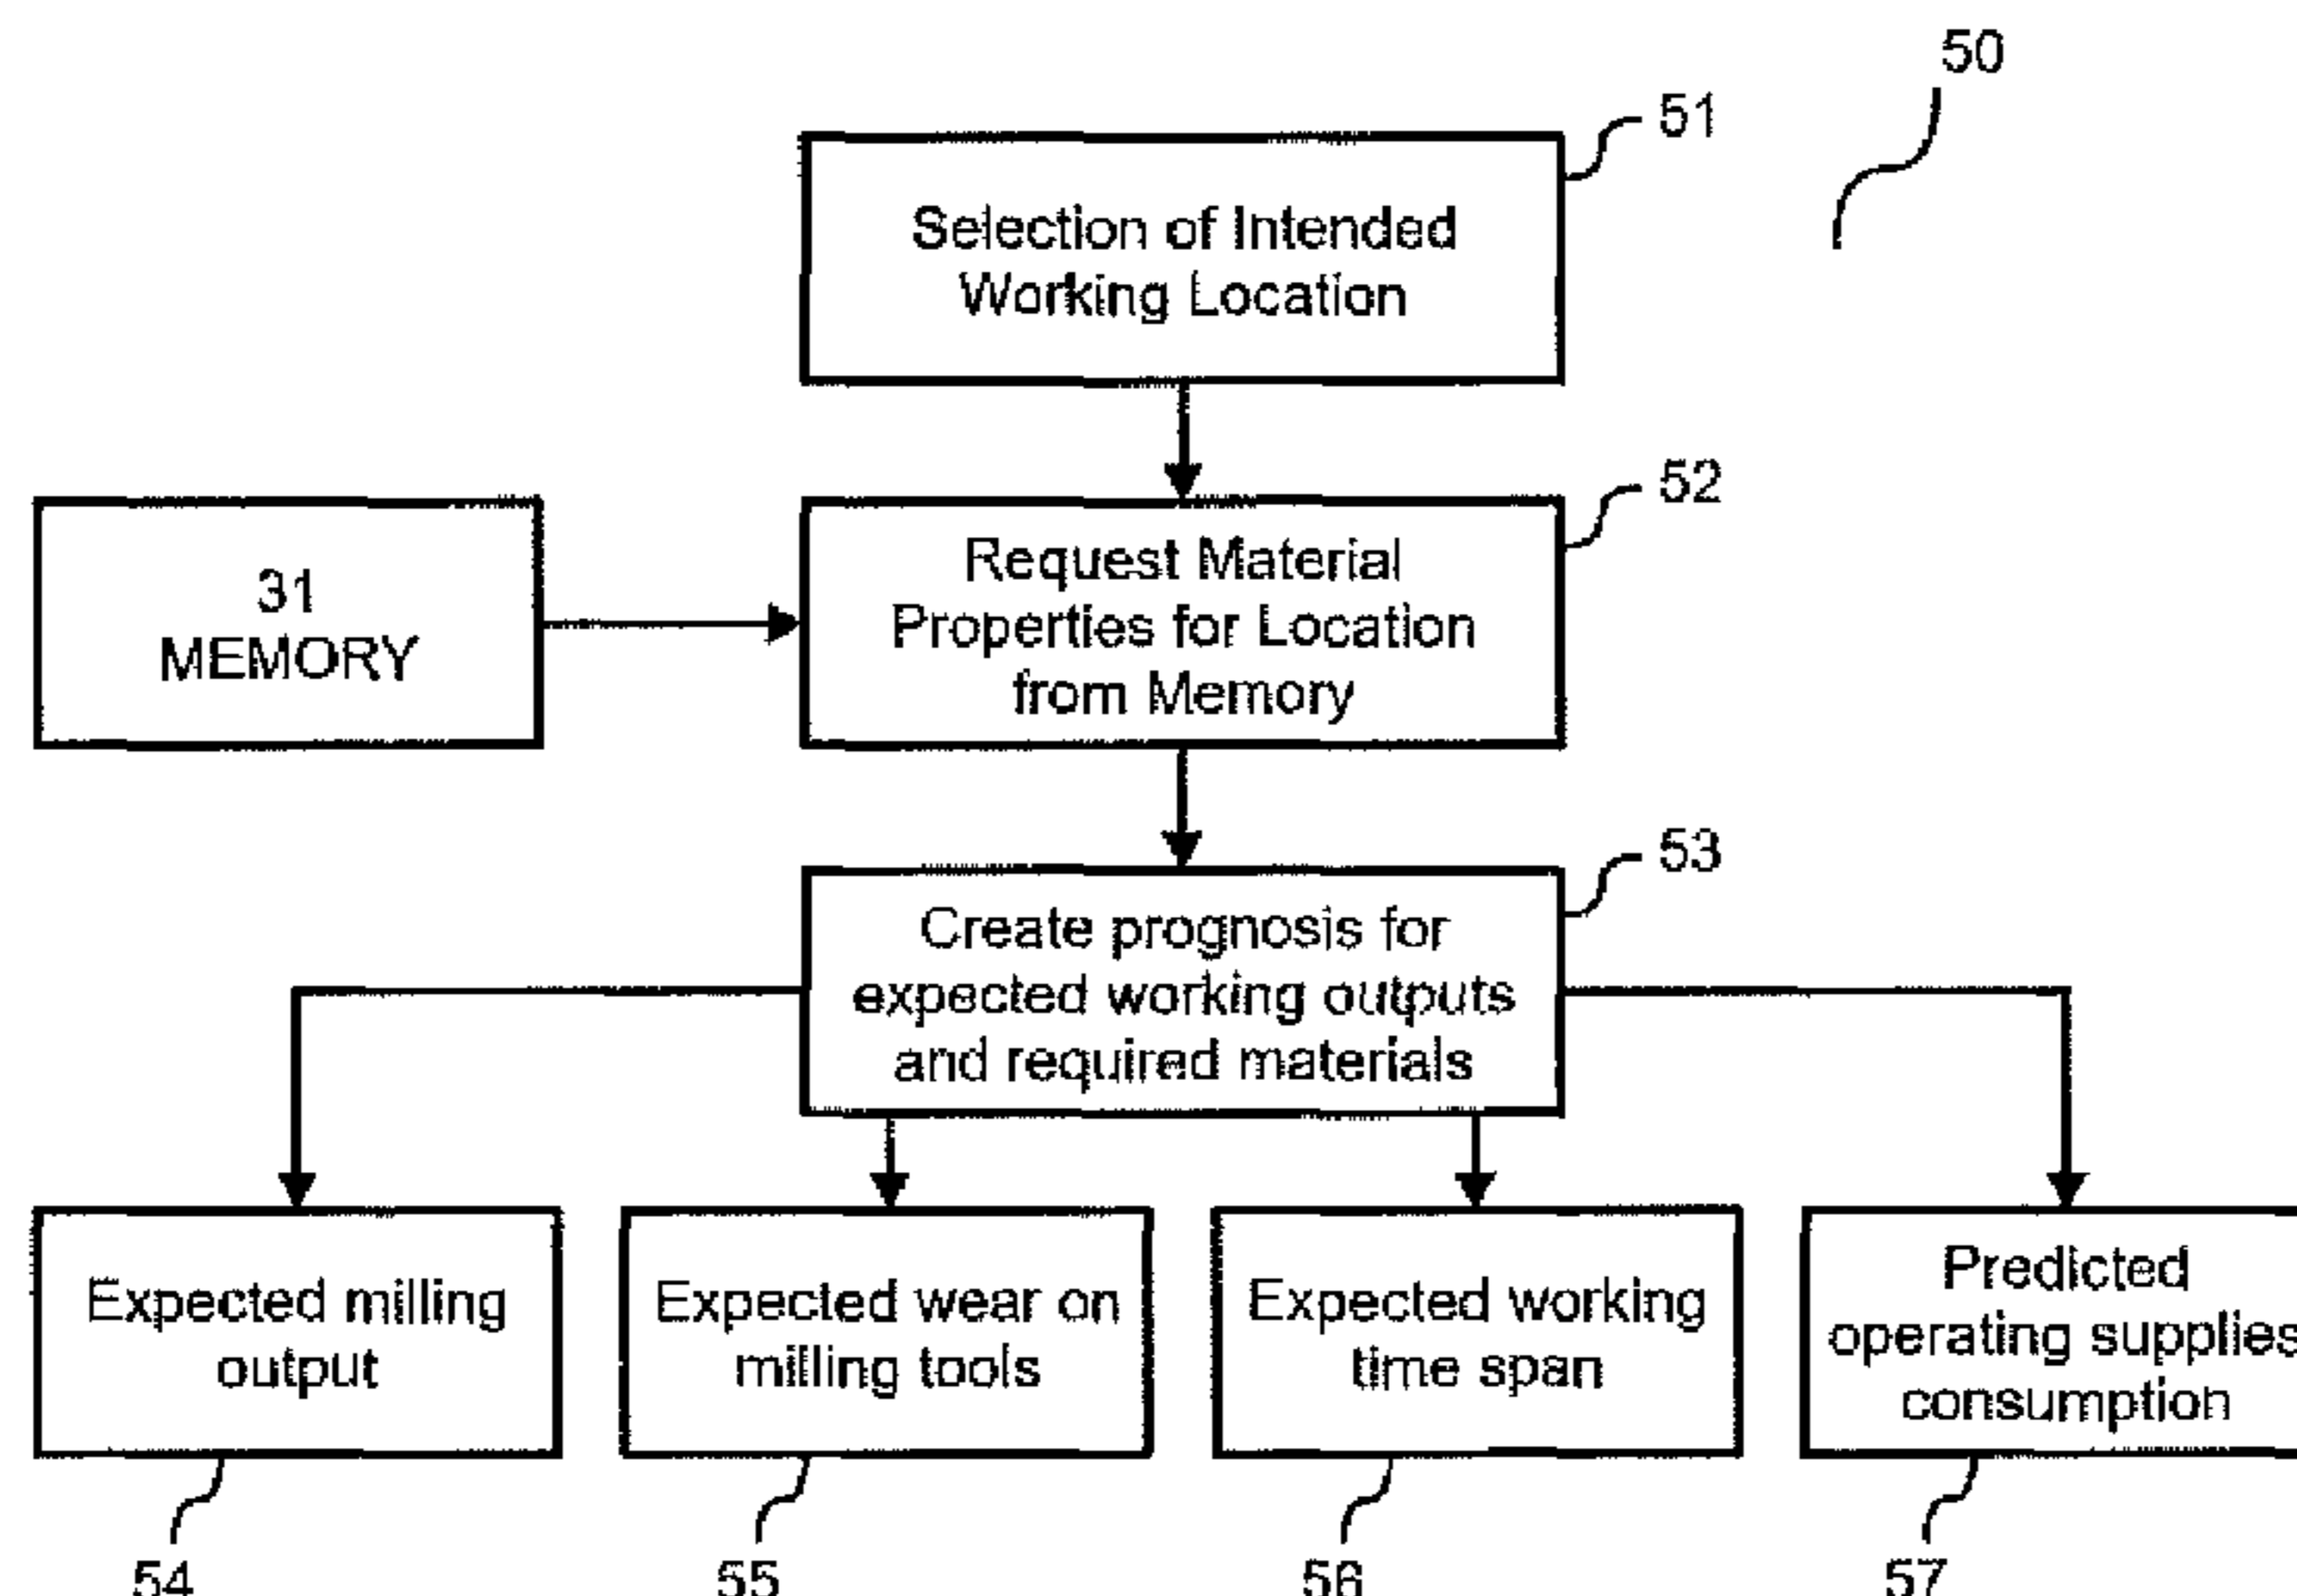 50
51
Selection of Intended
Working Location
52
31
MEMORY
Request Material
Properties for Location
from Memory
53
Create prognosis for
expected working outputs
and required materials
Expected milling
output
Expected wear on
milling tools
Expected working
time span
Predicted
operating supplies
consumption
54
55
56
57